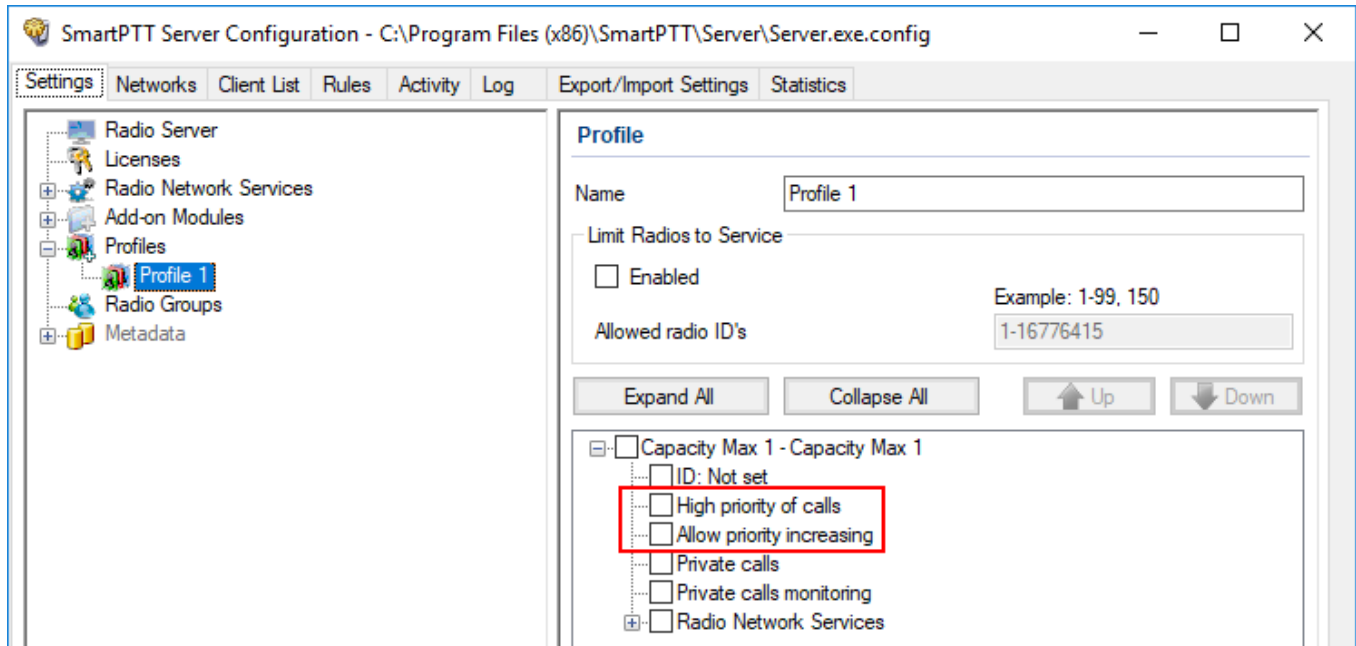 SmartPTT Server Configuration - C:\Program Files (x86)\SmartPTT\Server\Server.exe.config
Settings Networks Client List Rules Activity Log Export/Import Settings Statistics
Radio Server
Licenses
Radio Network Services
Add-on Modules
Profiles
Profile 1
Radio Groups
Metadata
Profile
Name Profile 1
Limit Radios to Service
Enabled
Example: 1-99, 150
Allowed radio ID's 1-16776415
Expand All Collapse All Up Down
Capacity Max 1 - Capacity Max 1
ID: Not set
High priority of calls
Allow priority increasing
Private calls
Private calls monitoring
Radio Network Services